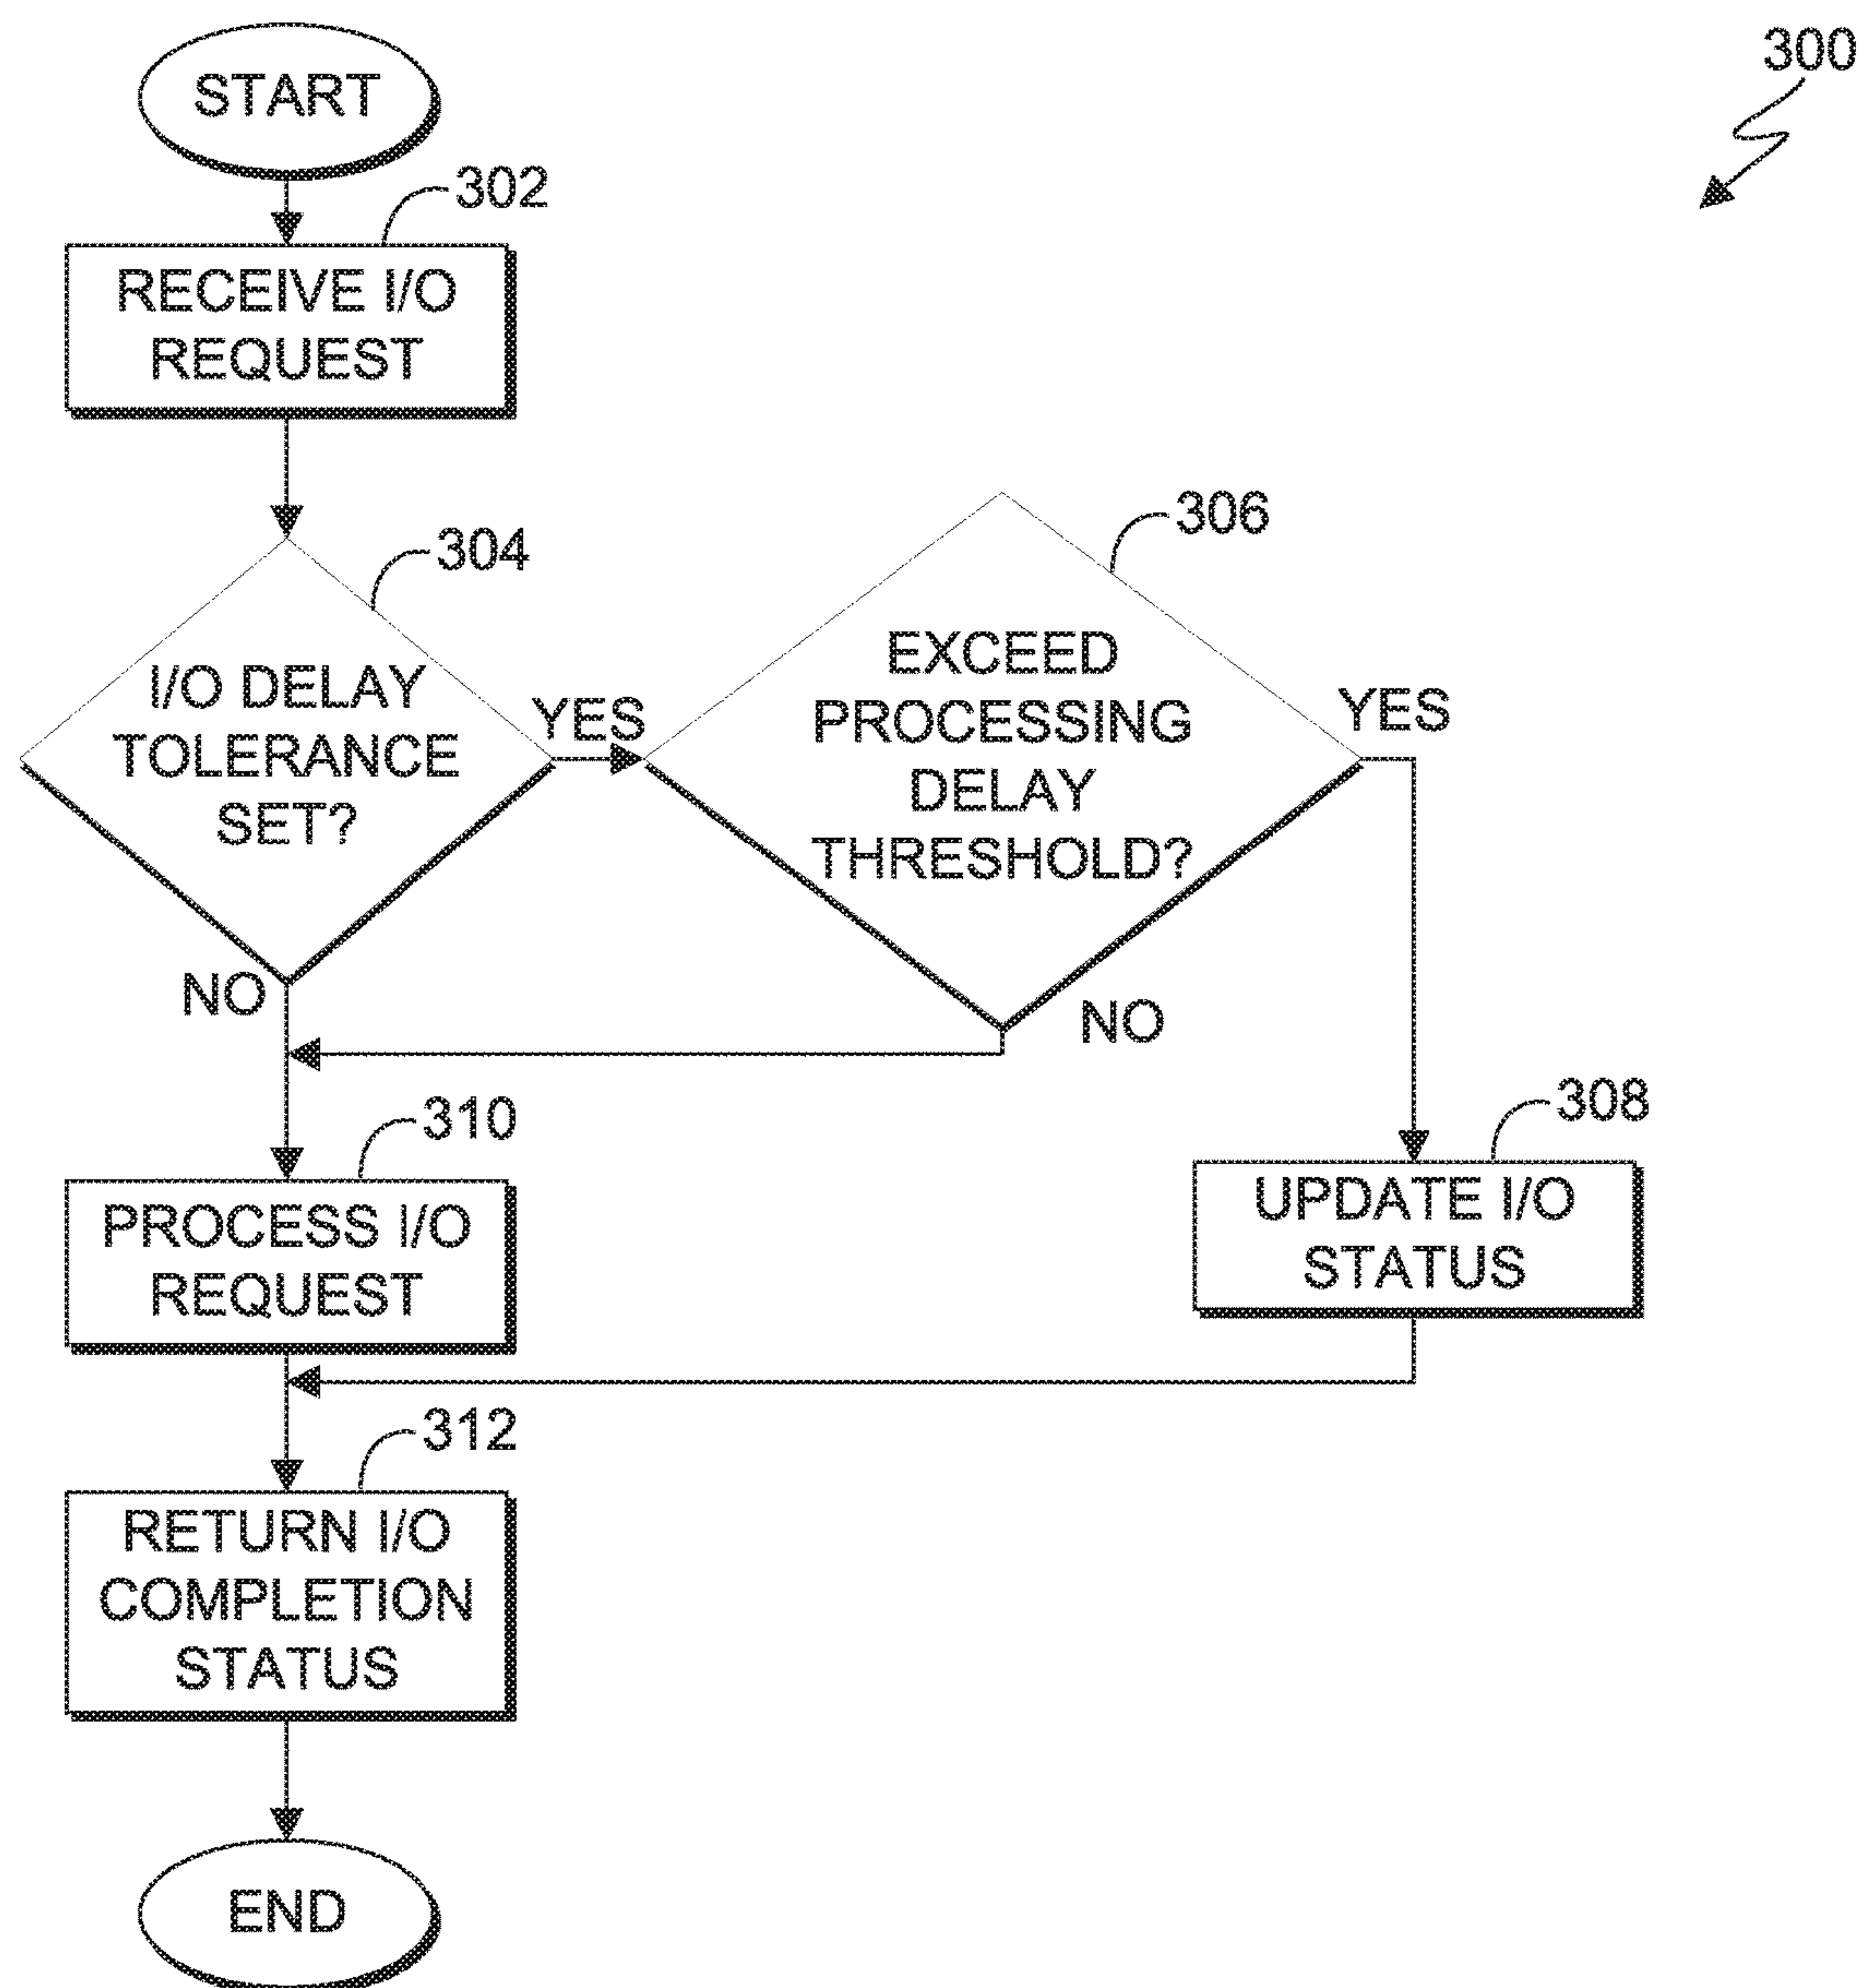 START
300
302
RECEIVE I/O
REQUEST
304
I/O DELAY
TOLERANCE
SET?
YES
NO
306
EXCEED
PROCESSING
DELAY
THRESHOLD?
YES
NO
310
PROCESS I/O
REQUEST
308
UPDATE I/O
STATUS
312
RETURN I/O
COMPLETION
STATUS
END